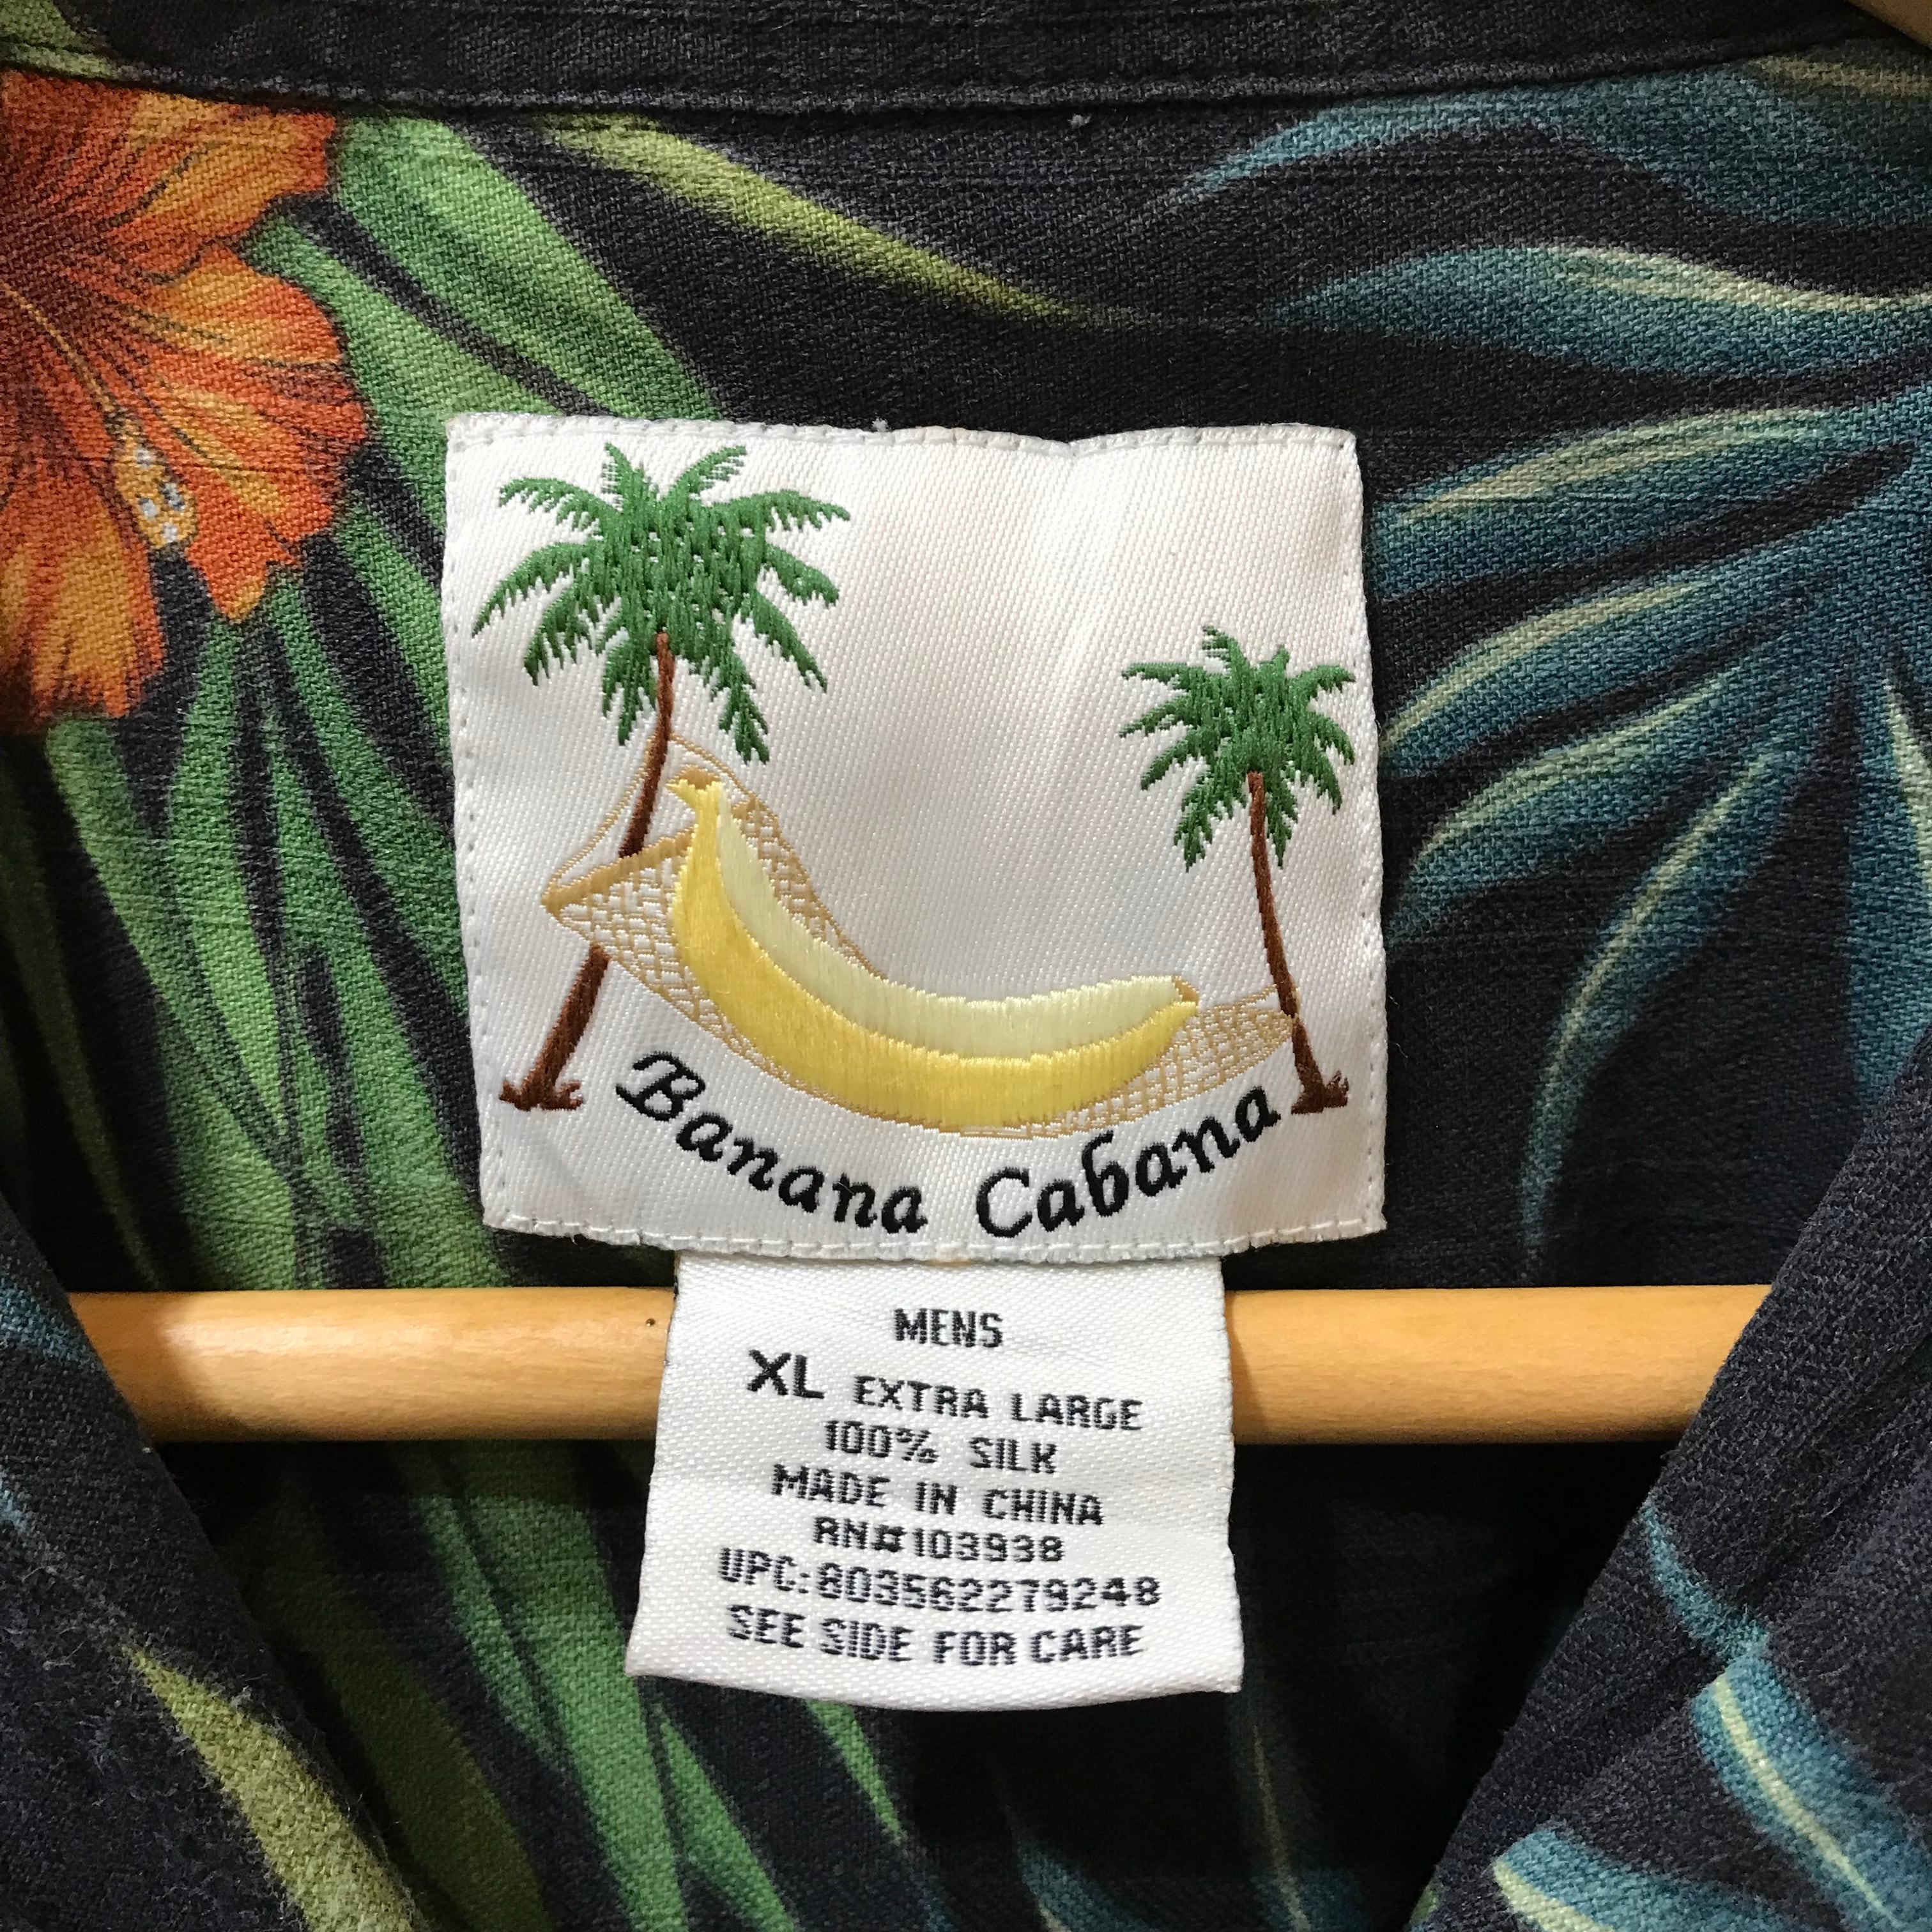 Banana Cabana
MENS
XL EXTRA LARGE
100% SILK
MADE IN CHINA
RN#103938
UPC:803562279248
SEE SIDE FOR CARE